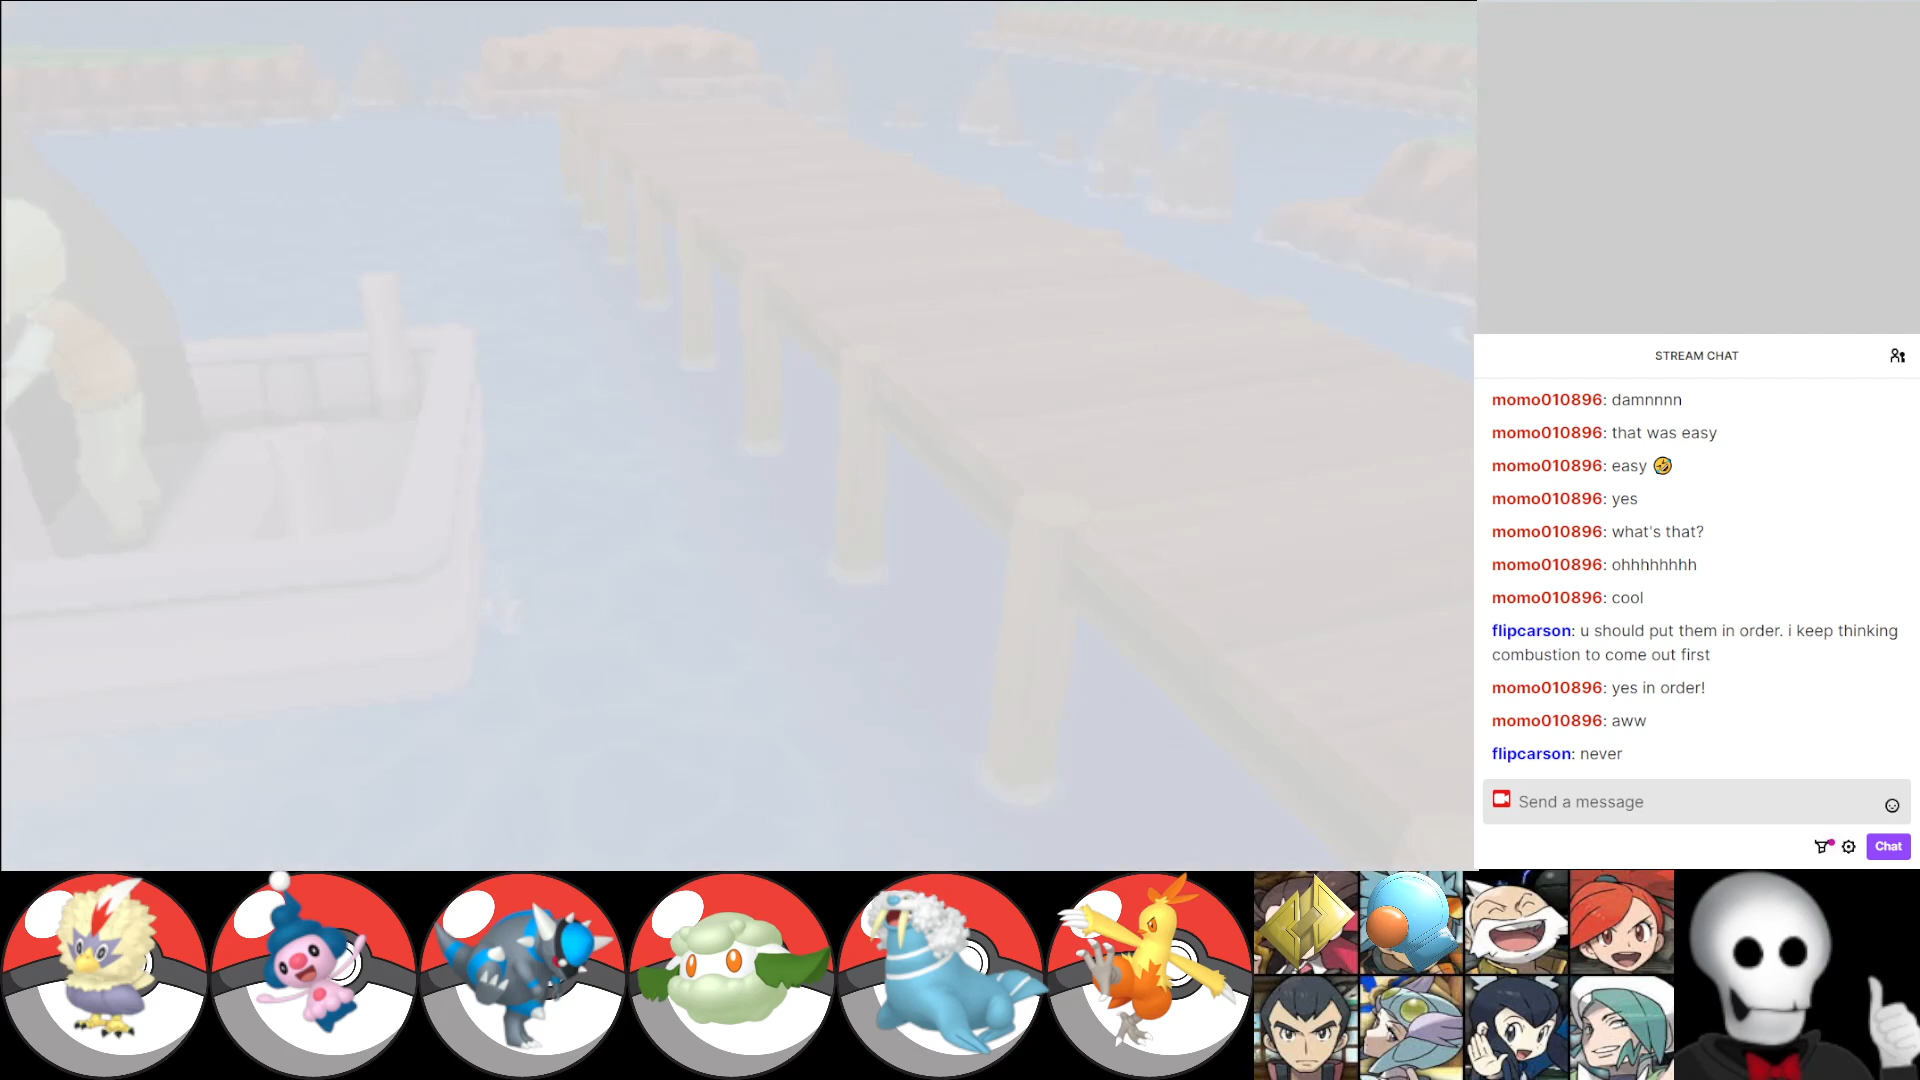 STREAM CHAT
momo010896: damnnnn
momo010896: that was easy
momo010896: easy 🤣
momo010896: yes
momo010896: what's that?
momo010896: ohhhhhhhh
momo010896: cool
flipcarson: u should put them in order. i keep thinking
combustion to come out first
momo010896: yes in order!
momo010896: aww
flipcarson: never
Send a message
Chat